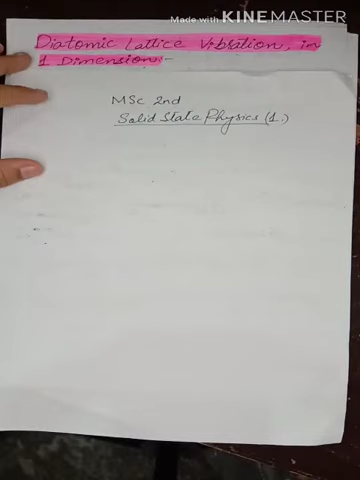 Made with KINEMASTER
Diatomic Lattice Vibration, in
1 Dimension:-
MSc 2nd
Solid State Physics (1.)